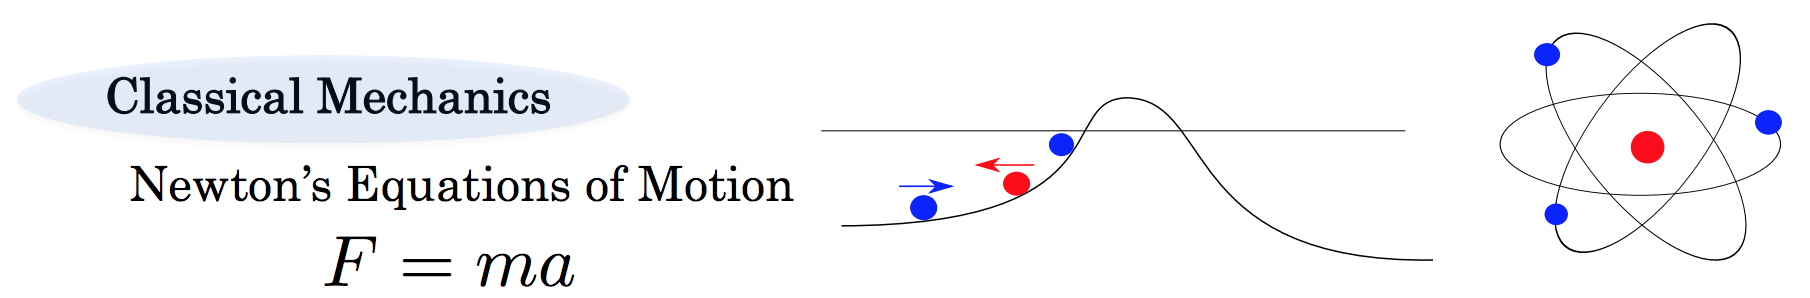 Classical Mechanics
Newton’s Equations of Motion
F = ma